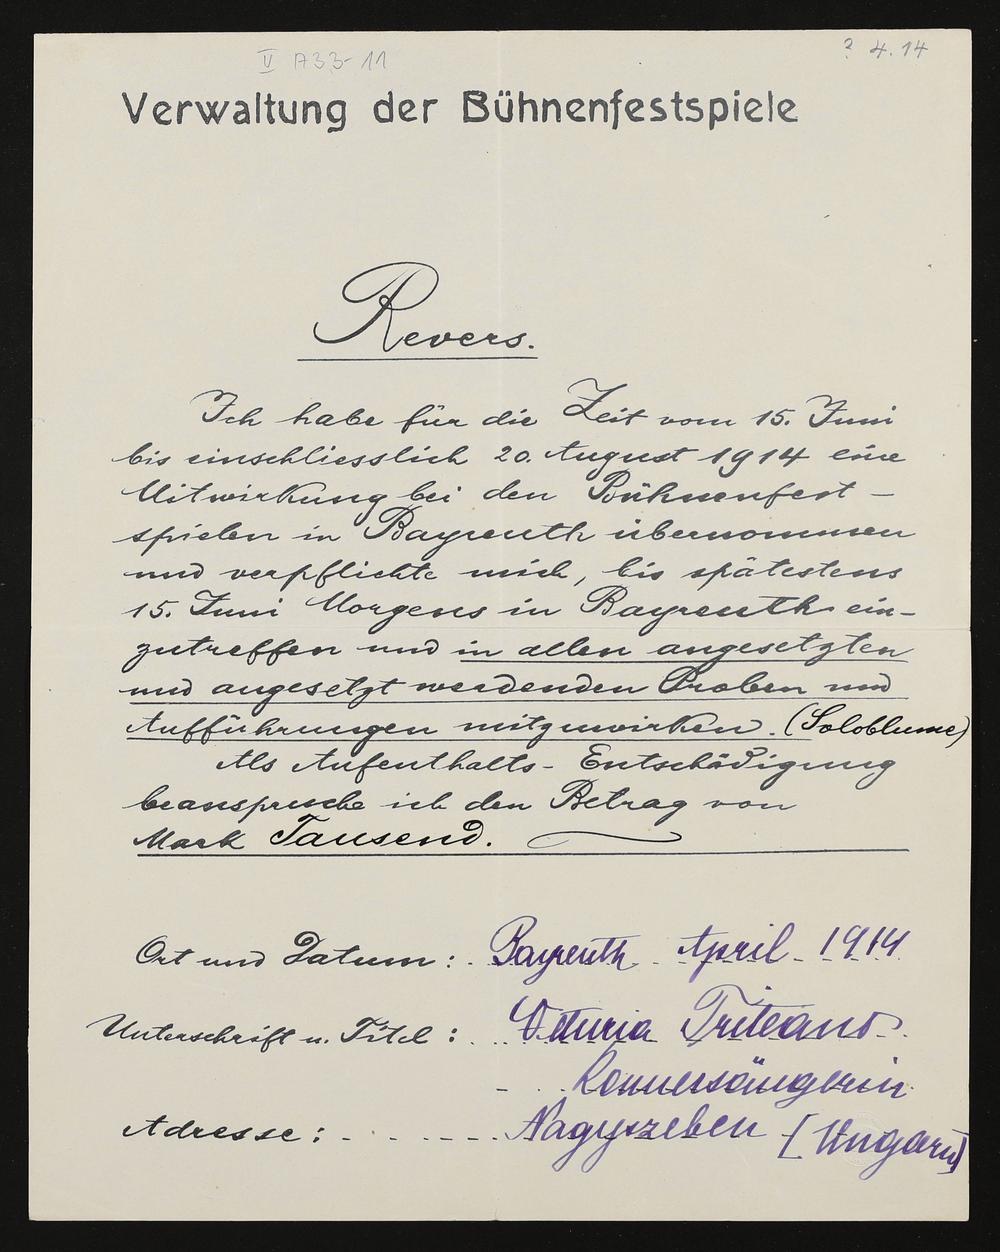 V A33-11
? 4.14
Verwaltung der Bühnenfestspiele
Revers.
Ich habe für die Zeit vom 15. Juni
bis einschliesslich 20. August 1914 eine
Mitwirkung bei den Bühnenfest-
spielen in Bayreuth übernommen
und verpflichte mich, bis spätestens
15. Juni Morgens in Bayreuth ein-
zutreffen und in allen angesetzten
und angesetzt werdenden Proben und
Aufführungen mitzuwirken. (Soloblume)
Als Aufenthalts-Entschädigung
beanspruche ich den Betrag von
Mark Tausend.
Ort und Datum: Bayreuth April 1914
Unterschrift u. Titel: Veturia Triteanu
Konzertsängerin
Adresse: Nagyszeben [Ungarn]